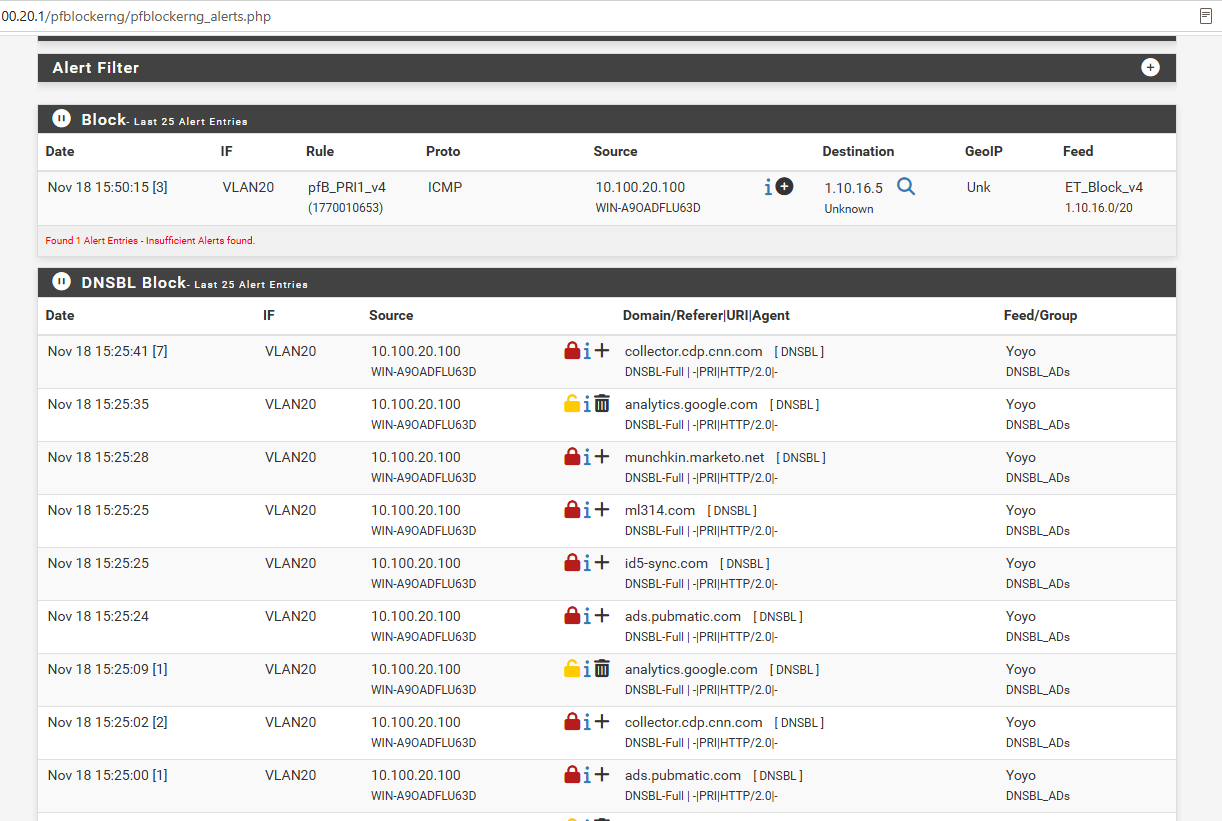 00.20.1/pfblockerng/pfblockerng_alerts.php
Alert Filter
Block- Last 25 Alert Entries
Date IF Rule Proto Source Destination GeoIP Feed
Nov 18 15:50:15 [3] VLAN20 pfB_PRI1_v4 ICMP 10.100.20.100 1.10.16.5 Unk ET_Block_v4
(1770010653) WIN-A9OADFLU63D Unknown 1.10.16.0/20
Found 1 Alert Entries - Insufficient Alerts found.
DNSBL Block- Last 25 Alert Entries
Date IF Source Domain/Referer|URI|Agent Feed/Group
Nov 18 15:25:41 [7] VLAN20 10.100.20.100 collector.cdp.cnn.com [ DNSBL ] Yoyo
WIN-A9OADFLU63D DNSBL-Full | -|PRI|HTTP/2.0|- DNSBL_ADs
Nov 18 15:25:35 VLAN20 10.100.20.100 analytics.google.com [ DNSBL ] Yoyo
WIN-A9OADFLU63D DNSBL-Full | -|PRI|HTTP/2.0|- DNSBL_ADs
Nov 18 15:25:28 VLAN20 10.100.20.100 munchkin.marketo.net [ DNSBL ] Yoyo
WIN-A9OADFLU63D DNSBL-Full | -|PRI|HTTP/2.0|- DNSBL_ADs
Nov 18 15:25:25 VLAN20 10.100.20.100 ml314.com [ DNSBL ] Yoyo
WIN-A9OADFLU63D DNSBL-Full | -|PRI|HTTP/2.0|- DNSBL_ADs
Nov 18 15:25:25 VLAN20 10.100.20.100 id5-sync.com [ DNSBL ] Yoyo
WIN-A9OADFLU63D DNSBL-Full | -|PRI|HTTP/2.0|- DNSBL_ADs
Nov 18 15:25:24 VLAN20 10.100.20.100 ads.pubmatic.com [ DNSBL ] Yoyo
WIN-A9OADFLU63D DNSBL-Full | -|PRI|HTTP/2.0|- DNSBL_ADs
Nov 18 15:25:09 [1] VLAN20 10.100.20.100 analytics.google.com [ DNSBL ] Yoyo
WIN-A9OADFLU63D DNSBL-Full | -|PRI|HTTP/2.0|- DNSBL_ADs
Nov 18 15:25:02 [2] VLAN20 10.100.20.100 collector.cdp.cnn.com [ DNSBL ] Yoyo
WIN-A9OADFLU63D DNSBL-Full | -|PRI|HTTP/2.0|- DNSBL_ADs
Nov 18 15:25:00 [1] VLAN20 10.100.20.100 ads.pubmatic.com [ DNSBL ] Yoyo
WIN-A9OADFLU63D DNSBL-Full | -|PRI|HTTP/2.0|- DNSBL_ADs